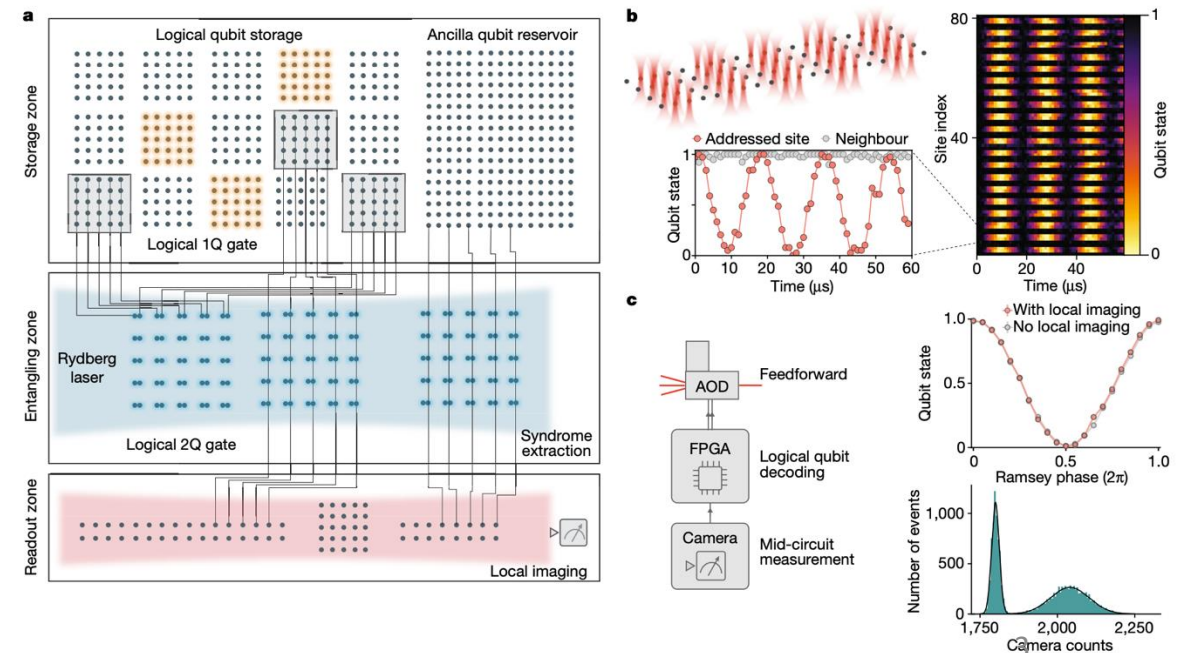 a
Logical qubit storage
Ancilla qubit reservoir
Storage zone
Logical 1Q gate
Entangling zone
Rydberg
laser
Logical 2Q gate
Syndrome
extraction
Readout zone
Local imaging
b
Addressed site
Neighbour
1
0
Qubit state
0
10
20
30
40
50
60
Time (μs)
80
40
Site index
0
20
40
Time (μs)
1
0
Qubit state
c
AOD
Feedforward
FPGA
Logical qubit
decoding
Camera
Mid-circuit
measurement
With local imaging
No local imaging
1.0
0.5
0
Qubit state
0
0.5
1.0
Ramsey phase (2π)
1,000
500
0
Number of events
1,750
2,000
2,250
Camera counts